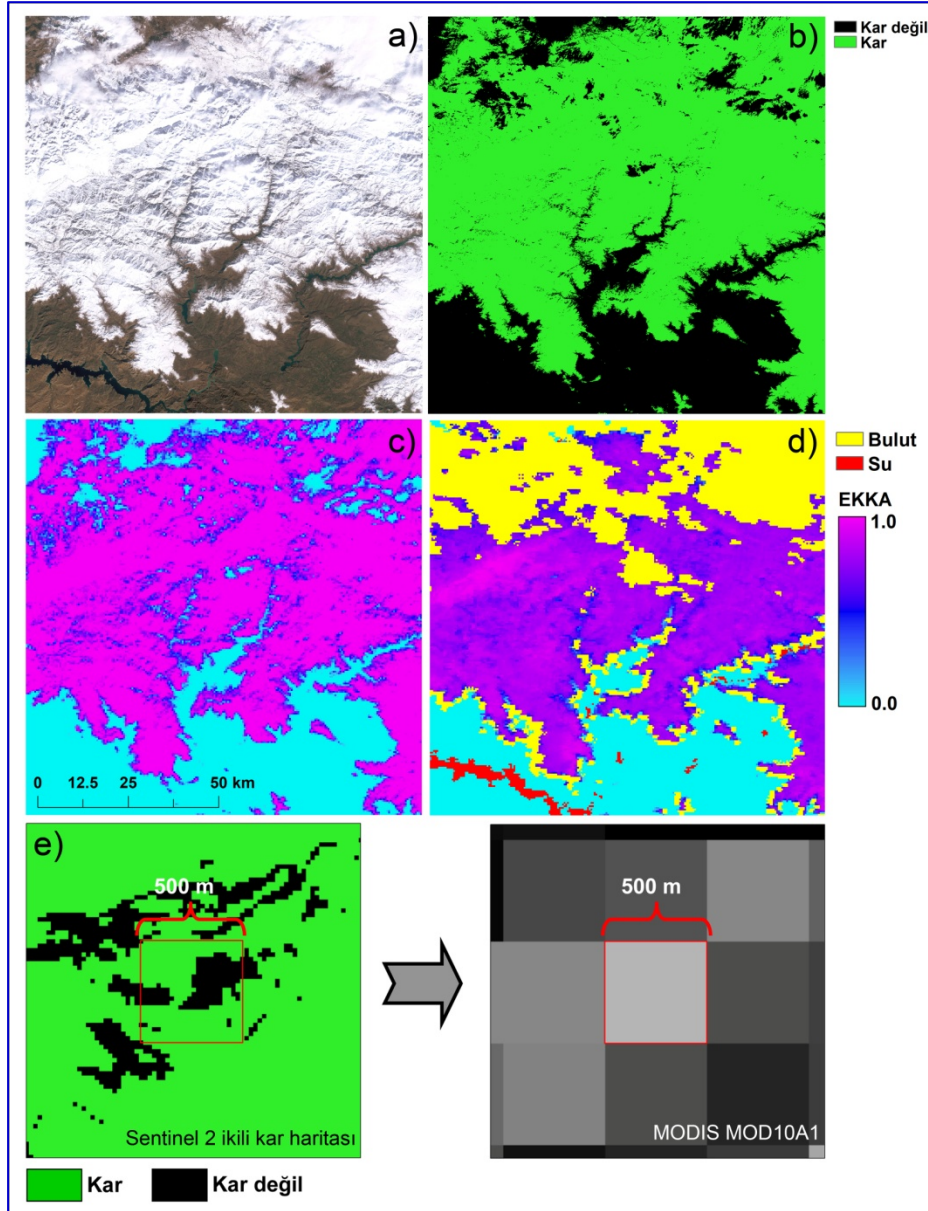 a)
b)
Kar değil
Kar
c)
d)
Bulut
Su
EKKA
1.0
0.0
0 12.5 25 50 km
e)
500 m
500 m
Sentinel 2 ikili kar haritası
MODIS MOD10A1
Kar
Kar değil